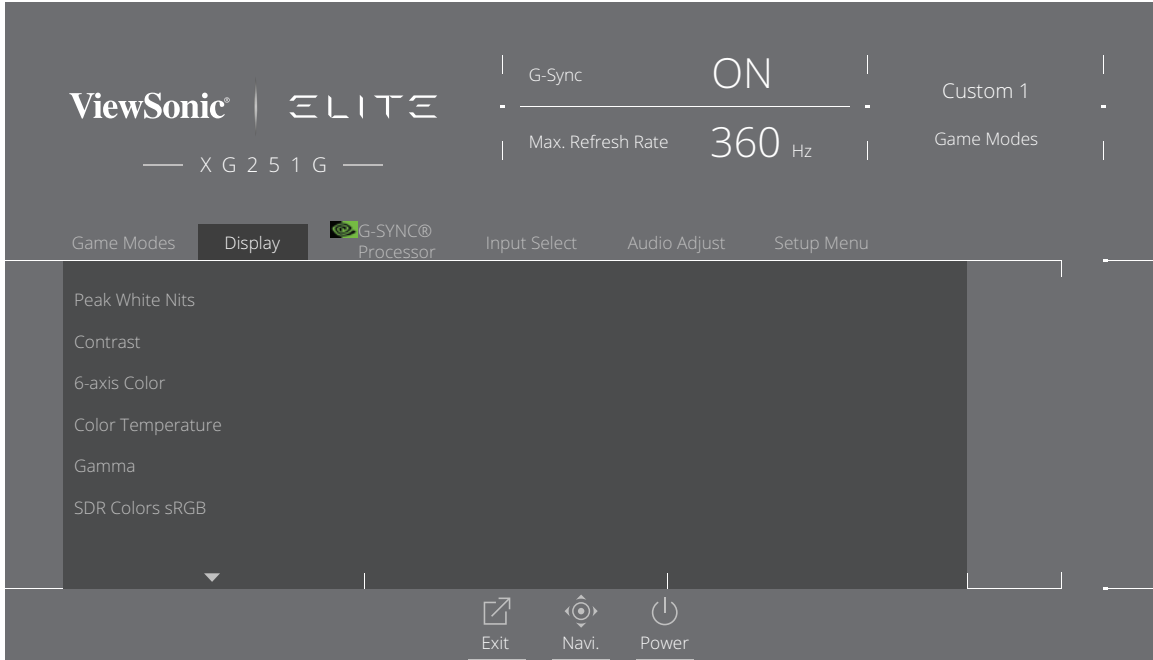 ViewSonic® ELITE
XG251G
G-Sync ON
Max. Refresh Rate 360 Hz
Custom 1
Game Modes
Game Modes
Display
G-SYNC®
Processor
Input Select
Audio Adjust
Setup Menu
Peak White Nits
Contrast
6-axis Color
Color Temperature
Gamma
SDR Colors sRGB
Exit
Navi.
Power